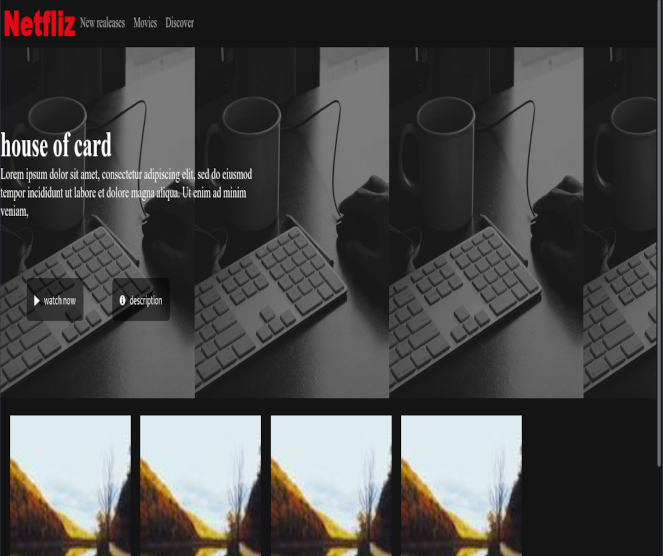 Netfliz
New realeases Movies Discover
house of card
Lorem ipsum dolor sit amet, consectetur adipiscing elit, sed do eiusmod
tempor incididunt ut labore et dolore magna aliqua. Ut enim ad minim
veniam,
watch now
description